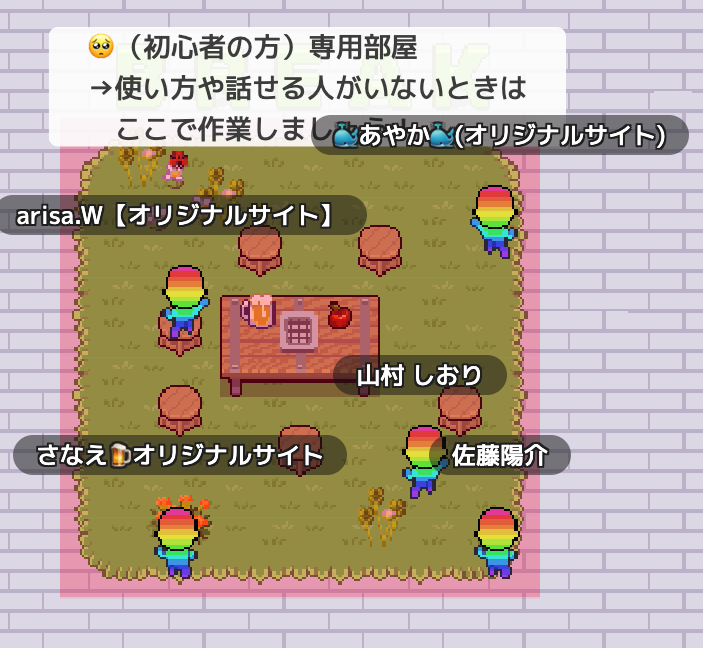 🥺（初心者の方）専用部屋
→使い方や話せる人がいないときは
ここで作業しまし
🐳あやか🐳(オリジナルサイト)
arisa.W【オリジナルサイト】
山村 しおり
さなえ🍺オリジナルサイト
佐藤陽介